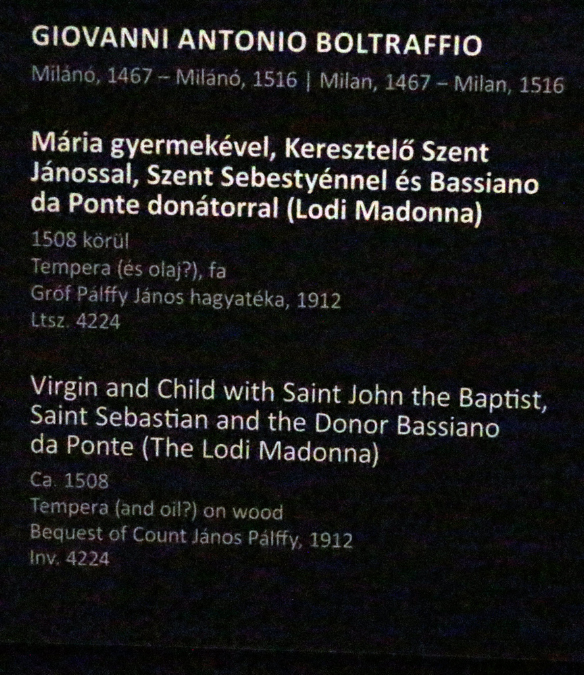 GIOVANNI ANTONIO BOLTRAFFIO
Milánó, 1467 – Milánó, 1516 | Milan, 1467 – Milan, 1516
Mária gyermekével, Keresztelő Szent
Jánossal, Szent Sebestyénnel és Bassiano
da Ponte donátorral (Lodi Madonna)
1508 körül
Tempera (és olaj?), fa
Gróf Pálffy János hagyatéka, 1912
Ltsz. 4224
Virgin and Child with Saint John the Baptist,
Saint Sebastian and the Donor Bassiano
da Ponte (The Lodi Madonna)
Ca. 1508
Tempera (and oil?) on wood
Bequest of Count János Pálffy, 1912
Inv. 4224